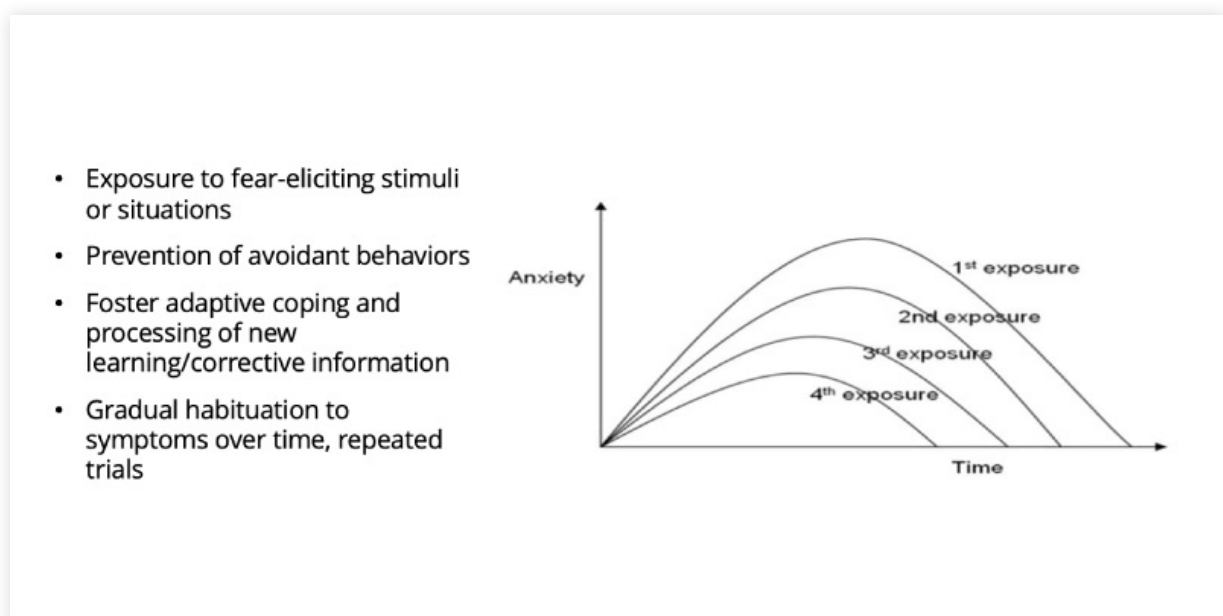 • Exposure to fear-eliciting stimuli
or situations
• Prevention of avoidant behaviors
• Foster adaptive coping and
processing of new
learning/corrective information
• Gradual habituation to
symptoms over time, repeated
trials
Anxiety
1st exposure
2nd exposure
3rd exposure
4th exposure
Time